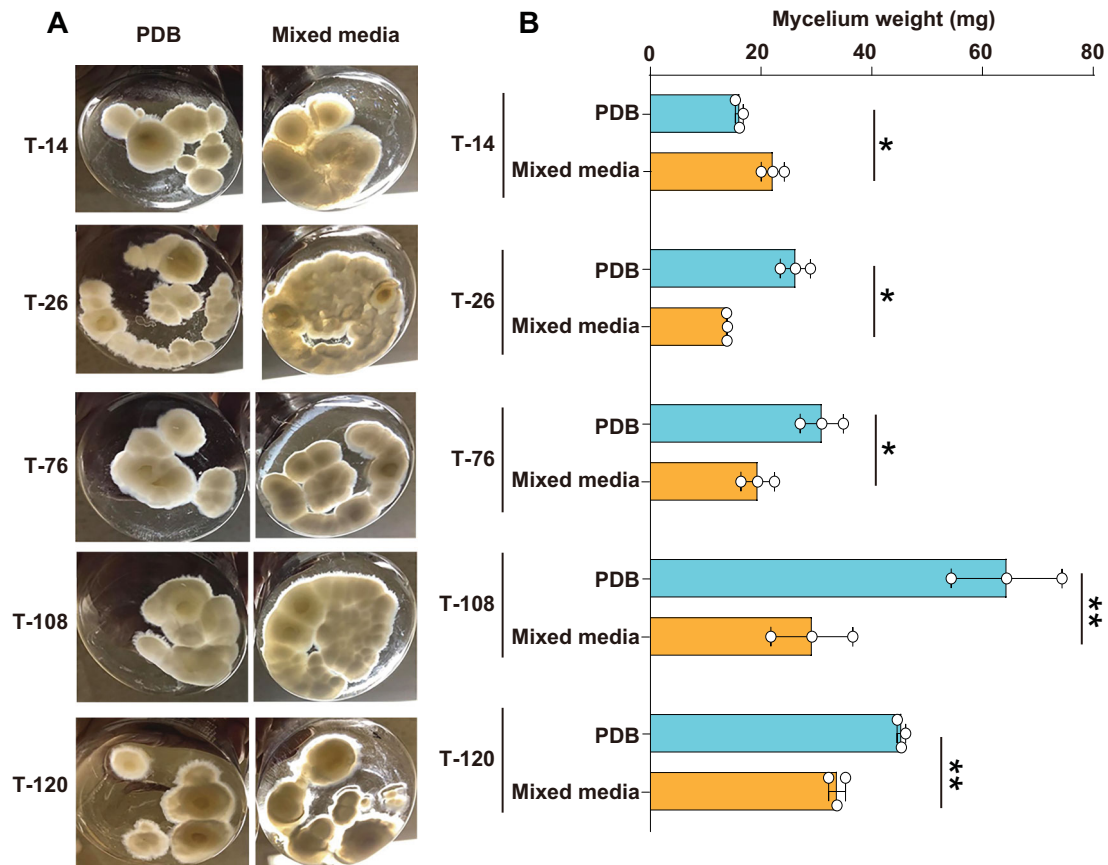 A
PDB
Mixed media
T-14
T-26
T-76
T-108
T-120
B
Mycelium weight (mg)
0
20
40
60
80
T-14
PDB
Mixed media
*
T-26
PDB
Mixed media
*
T-76
PDB
Mixed media
*
T-108
PDB
Mixed media
**
T-120
PDB
Mixed media
**